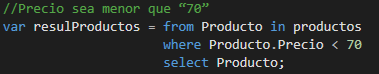 //Precio sea menor que “70”
var resulProductos = from Producto in productos
where Producto.Precio < 70
select Producto;